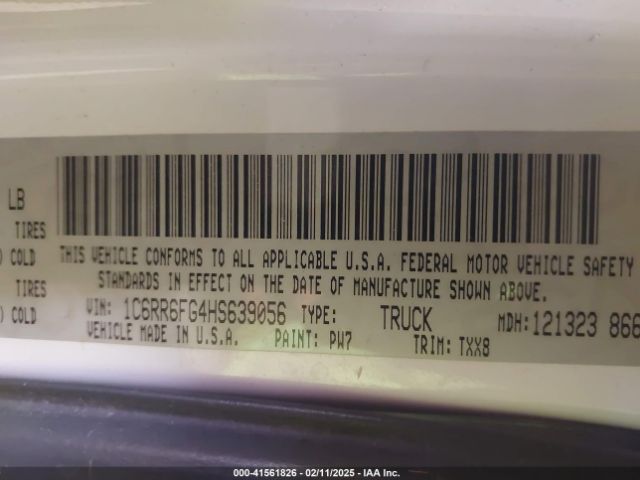 LB
TIRES
) COLD
TIRES
) COLD
THIS VEHICLE CONFORMS TO ALL APPLICABLE U.S.A. FEDERAL MOTOR VEHICLE SAFETY
STANDARDS IN EFFECT ON THE DATE OF MANUFACTURE SHOWN ABOVE.
VIN: 1C6RR6FG4HS639056 TYPE: TRUCK MDH: 121323 866
VEHICLE MADE IN U.S.A. PAINT: PW7 TRIM: TXX8
000-41561826 - 02/11/2025 - IAA Inc.